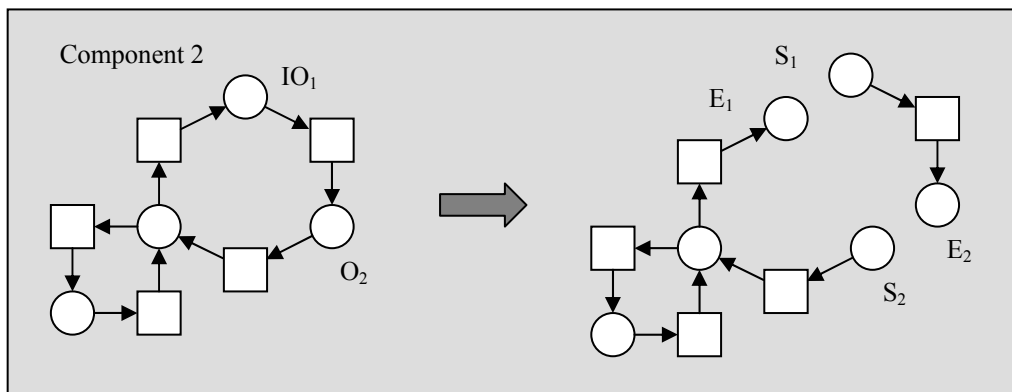 Component 2
IO₁
O₂
S₁
E₁
E₂
S₂